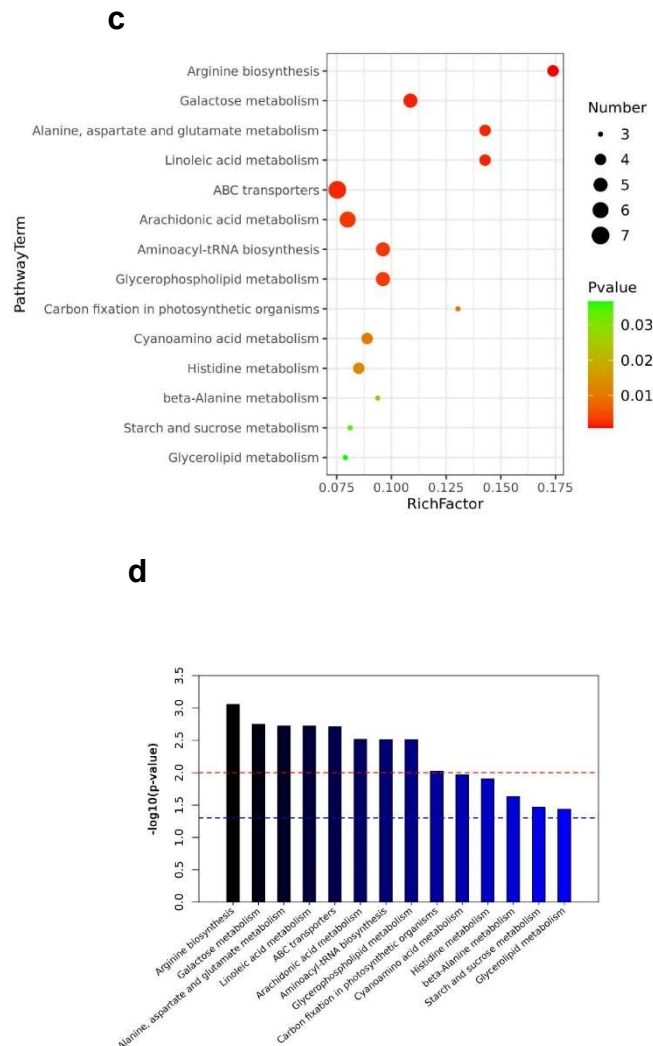 c
PathwayTerm
Arginine biosynthesis
Galactose metabolism
Alanine, aspartate and glutamate metabolism
Linoleic acid metabolism
ABC transporters
Arachidonic acid metabolism
Aminoacyl-tRNA biosynthesis
Glycerophospholipid metabolism
Carbon fixation in photosynthetic organisms
Cyanoamino acid metabolism
Histidine metabolism
beta-Alanine metabolism
Starch and sucrose metabolism
Glycerolipid metabolism
0.075 0.100 0.125 0.150 0.175
RichFactor
Number
3
4
5
6
7
Pvalue
0.03
0.02
0.01
d
-log10(p-value)
3.5
3.0
2.5
2.0
1.5
1.0
0.5
0.0
Arginine biosynthesis
Galactose metabolism
Alanine, aspartate and glutamate metabolism
Linoleic acid metabolism
ABC transporters
Arachidonic acid metabolism
Aminoacyl-tRNA biosynthesis
Glycerophospholipid metabolism
Carbon fixation in photosynthetic organisms
Cyanoamino acid metabolism
Histidine metabolism
beta-Alanine metabolism
Starch and sucrose metabolism
Glycerolipid metabolism